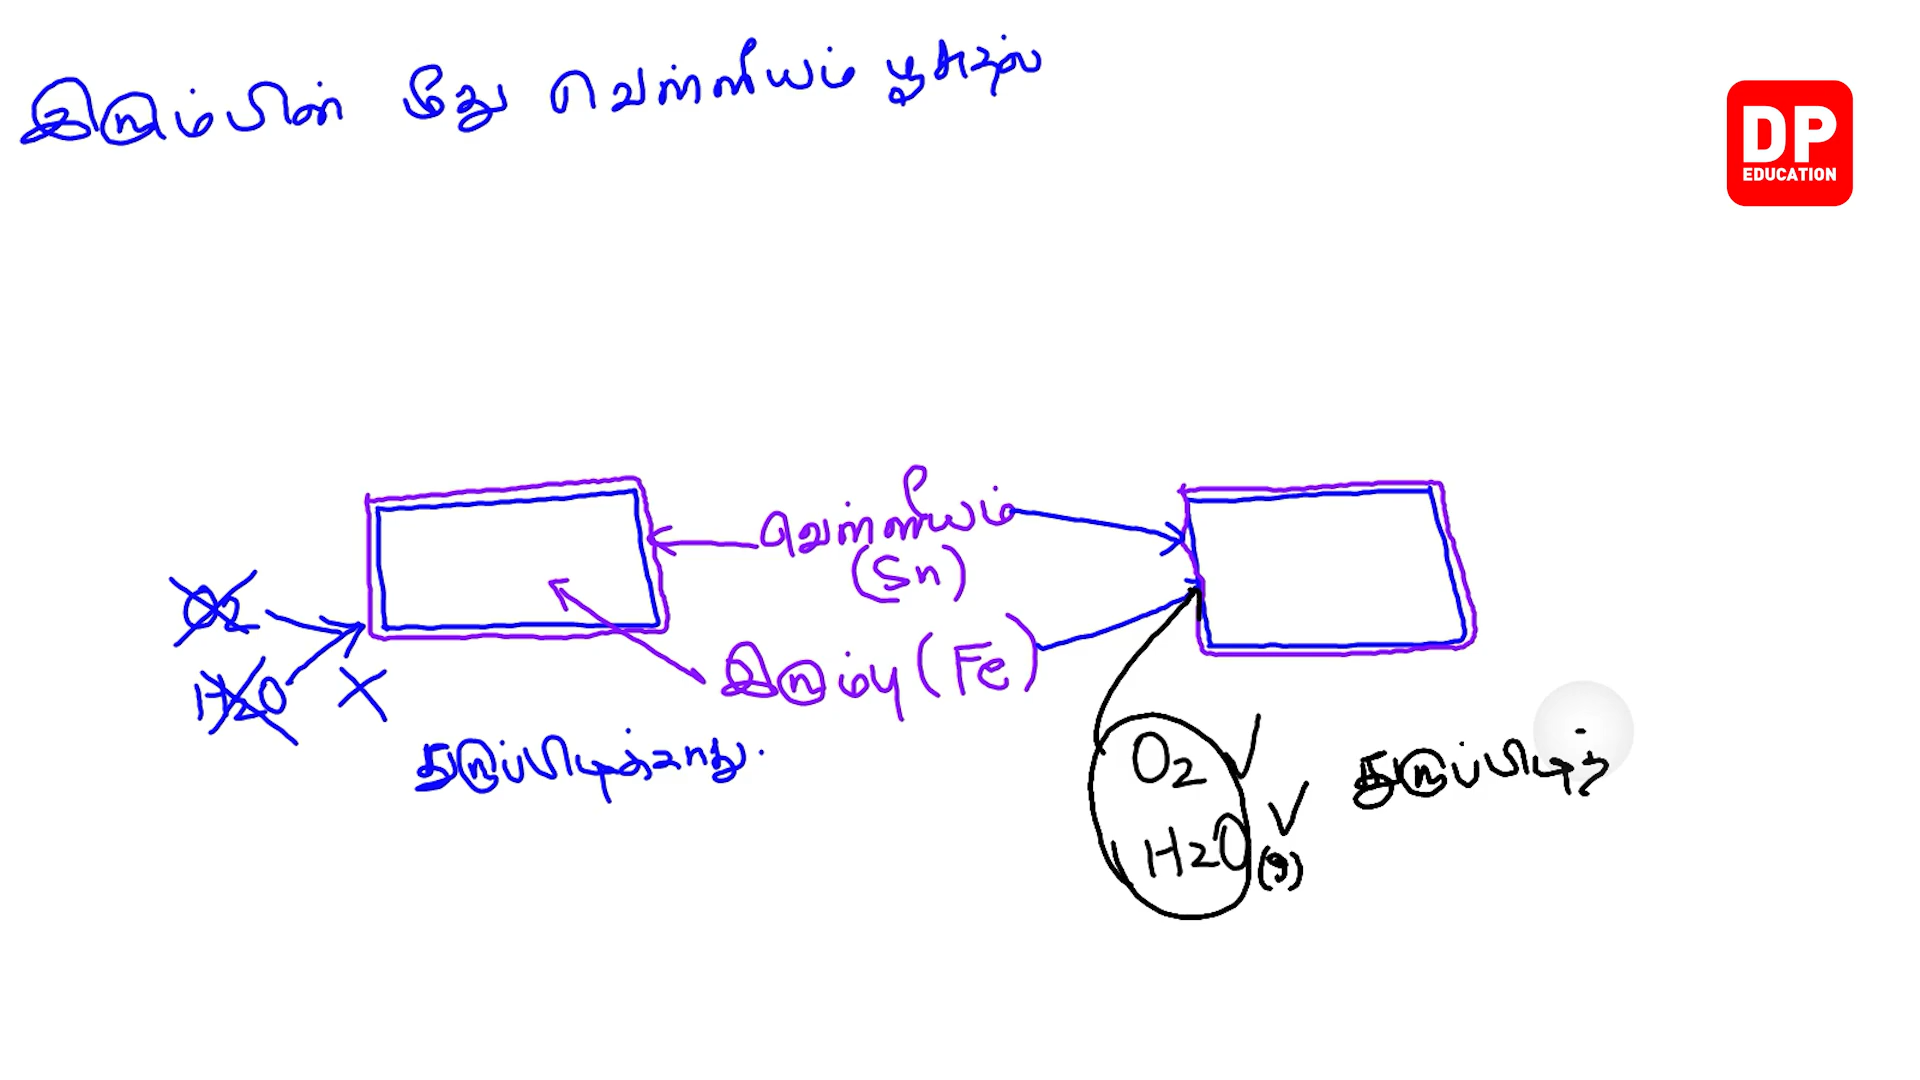 இரும்பின் மீது வெள்ளீயம் பூசுதல்
DP
EDUCATION
வெள்ளீயம்
(Sn)
O2
H2O
இரும்பு (Fe)
துருப்பிடிக்காது.
O2
H2O (g)
துருப்பிடித்